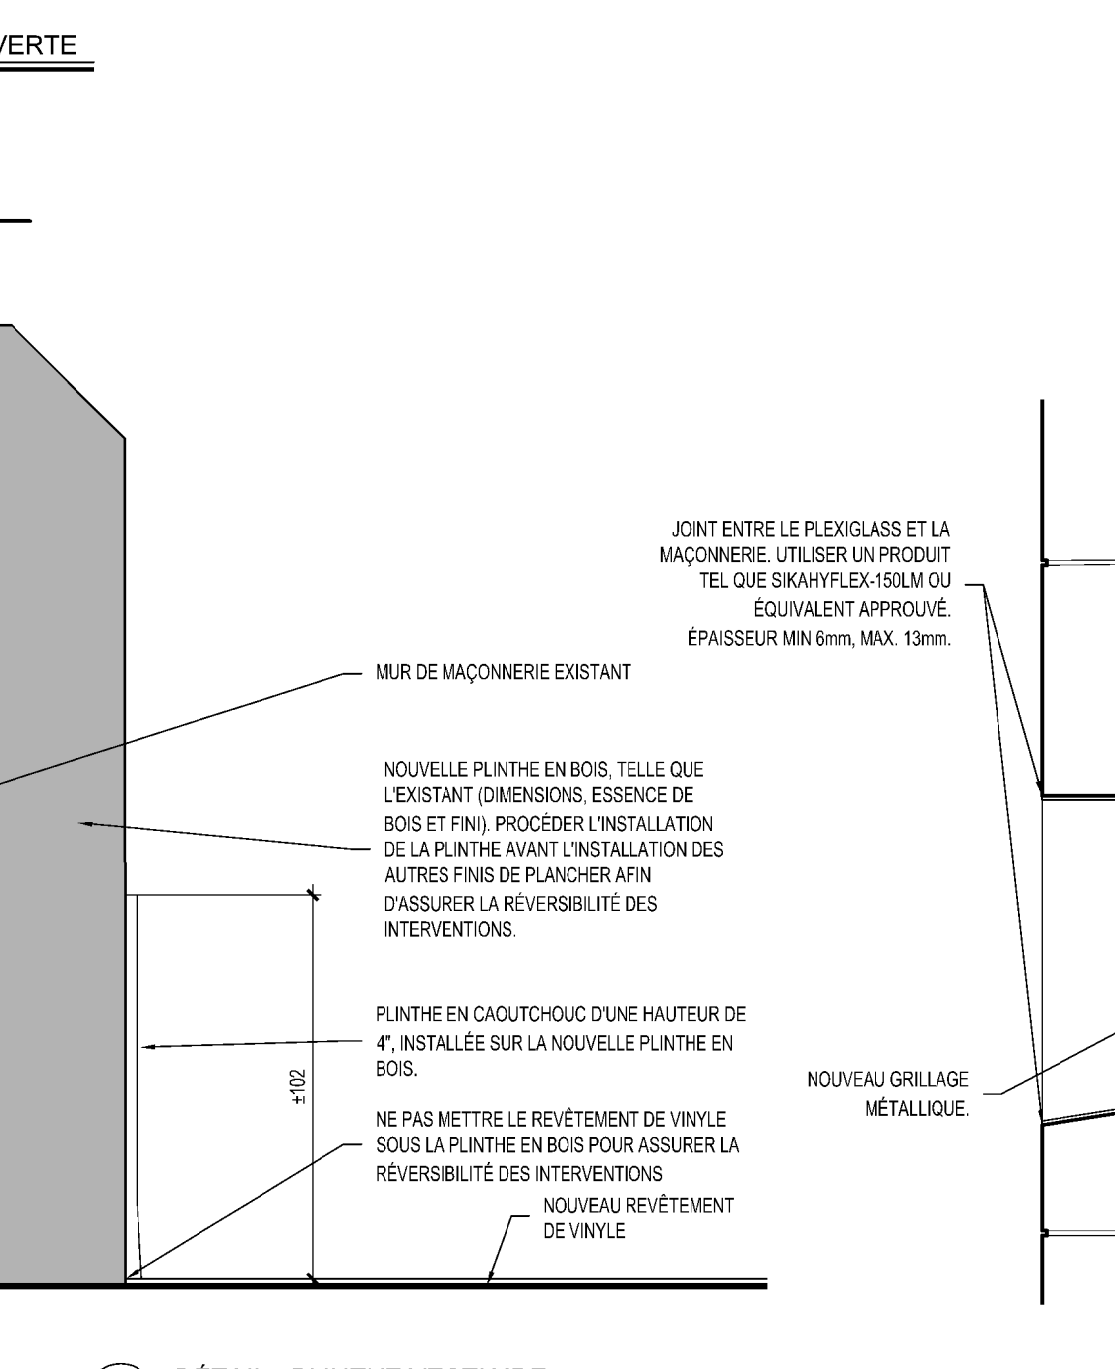 JOINT ENTRE LE PLEXIGLASS ET LA
MAÇONNERIE. UTILISER UN PRODUIT
TEL QUE SIKAHYFLEX-150LM OU
ÉQUIVALENT APPROUVÉ.
ÉPAISSEUR MIN 6mm, MAX. 13mm.
MUR DE MAÇONNERIE EXISTANT
NOUVELLE PLINTHE EN BOIS, TELLE QUE
L'EXISTANT (DIMENSIONS, ESSENCE DE
BOIS ET FINI). PROCÉDER L'INSTALLATION
DE LA PLINTHE AVANT L'INSTALLATION DES
AUTRES FINIS DE PLANCHER AFIN
D'ASSURER LA RÉVERSIBILITÉ DES
INTERVENTIONS.
PLINTHE EN CAOUTCHOUC D'UNE HAUTEUR DE
4", INSTALLÉE SUR LA NOUVELLE PLINTHE EN
BOIS.
±102
NOUVEAU GRILLAGE
MÉTALLIQUE.
NE PAS METTRE LE REVÊTEMENT DE VINYLE
SOUS LA PLINTHE EN BOIS POUR ASSURER LA
RÉVERSIBILITÉ DES INTERVENTIONS
NOUVEAU REVÊTEMENT
DE VINYLE